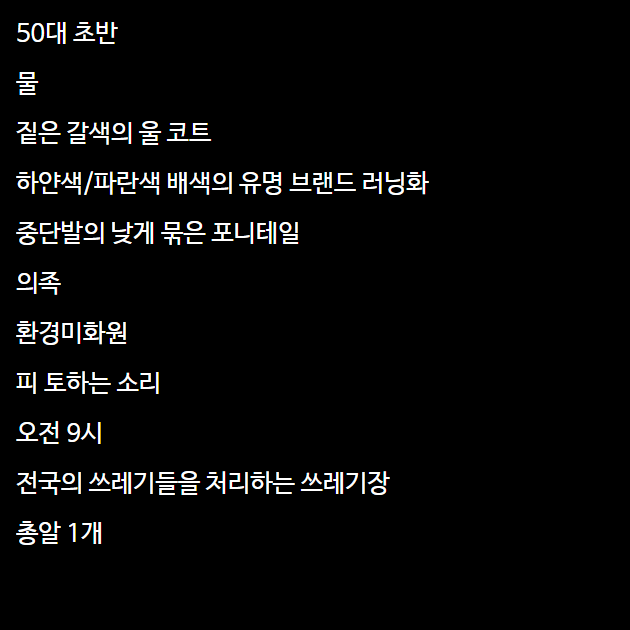 50대 초반
물
짙은 갈색의 울 코트
하얀색/파란색 배색의 유명 브랜드 러닝화
중단발의 낮게 묶은 포니테일
의족
환경미화원
피 토하는 소리
오전 9시
전국의 쓰레기들을 처리하는 쓰레기장
총알 1개